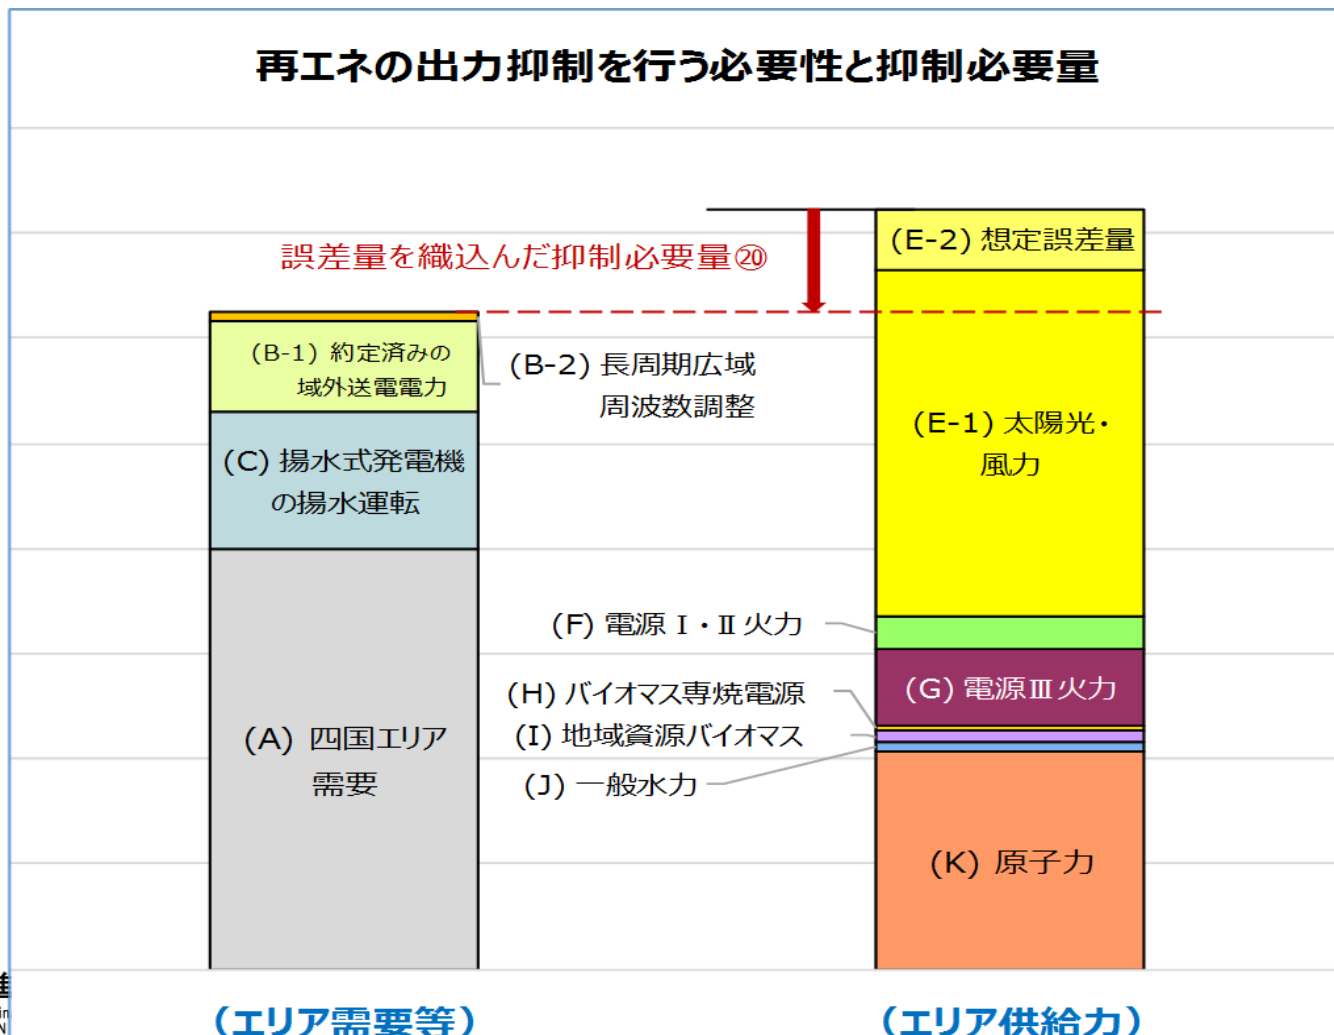 再エネの出力抑制を行う必要性と抑制必要量
(E-2) 想定誤差量
誤差量を織込んだ抑制必要量⑳
(B-1) 約定済みの
域外送電電力
(B-2) 長周期広域
周波数調整
(E-1) 太陽光・
風力
(C) 揚水式発電機
の揚水運転
(F) 電源 Ⅰ・Ⅱ 火力
(G) 電源Ⅲ火力
(H) バイオマス専焼電源
(I) 地域資源バイオマス
(A) 四国エリア
需要
(J) 一般水力
(K) 原子力
(エリア需要等)
(エリア供給力)